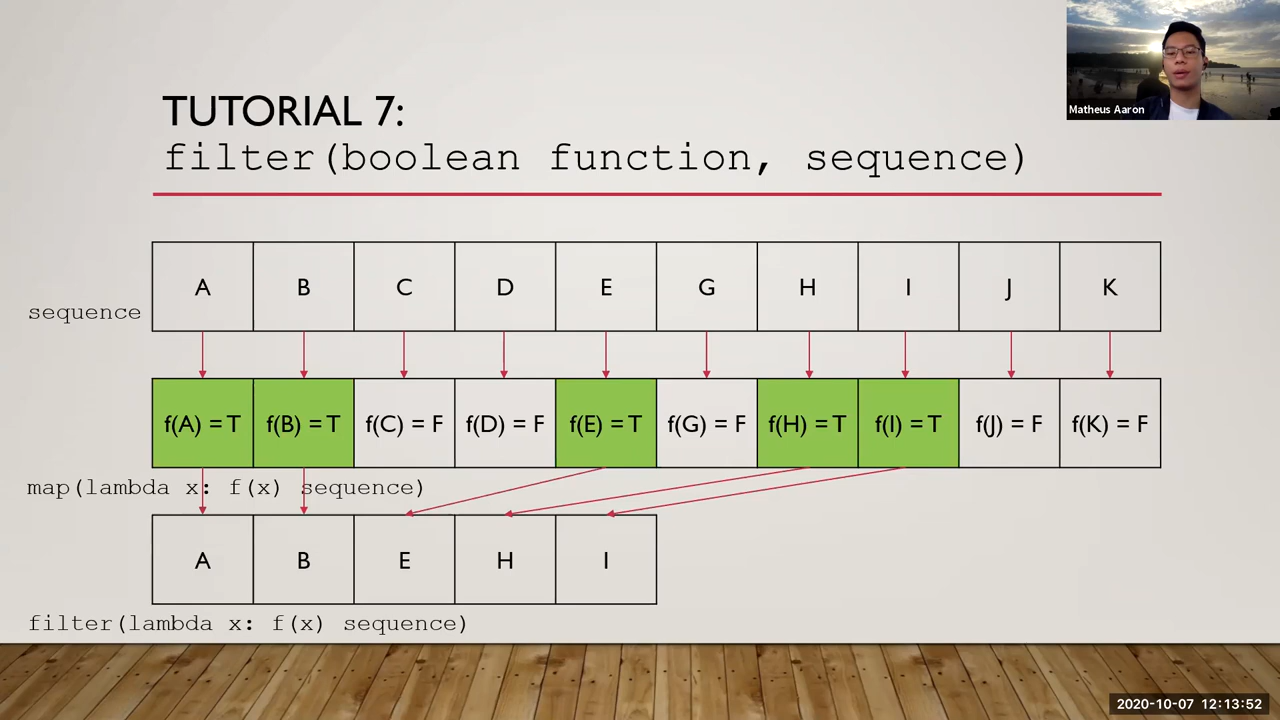 TUTORIAL 7:
filter(boolean function, sequence)
Matheus Aaron
A B C D E G H I J K
sequence
f(A) = T f(B) = T f(C) = F f(D) = F f(E) = T f(G) = F f(H) = T f(I) = T f(J) = F f(K) = F
map(lambda x: f(x) sequence)
A B E H I
filter(lambda x: f(x) sequence)
2020-10-07 12:13:52